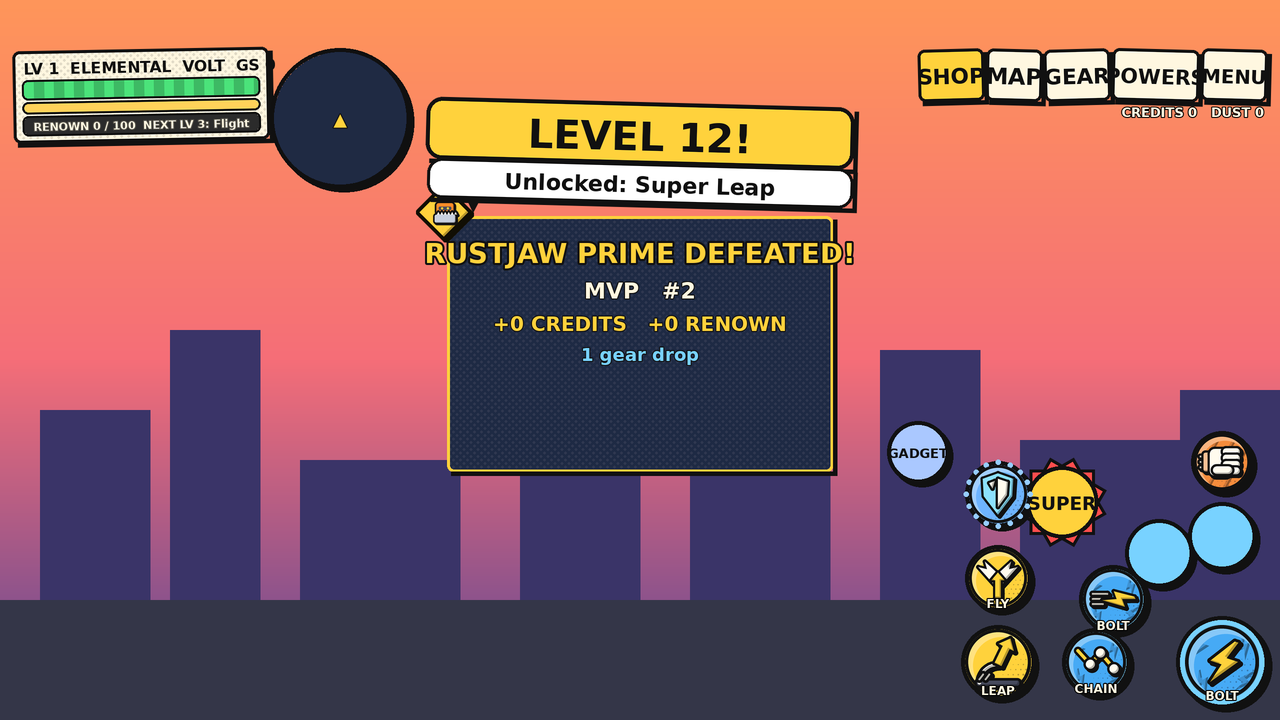 LV 1 ELEMENTAL VOLT GS
RENOWN 0 / 100 NEXT LV 3: Flight
SHOP
MAP
GEAR
POWERS
MENU
CREDITS 0 DUST 0
LEVEL 12!
Unlocked: Super Leap
RUSTJAW PRIME DEFEATED!
MVP #2
+0 CREDITS +0 RENOWN
1 gear drop
GADGET
SUPER
FLY
BOLT
LEAP
CHAIN
BOLT